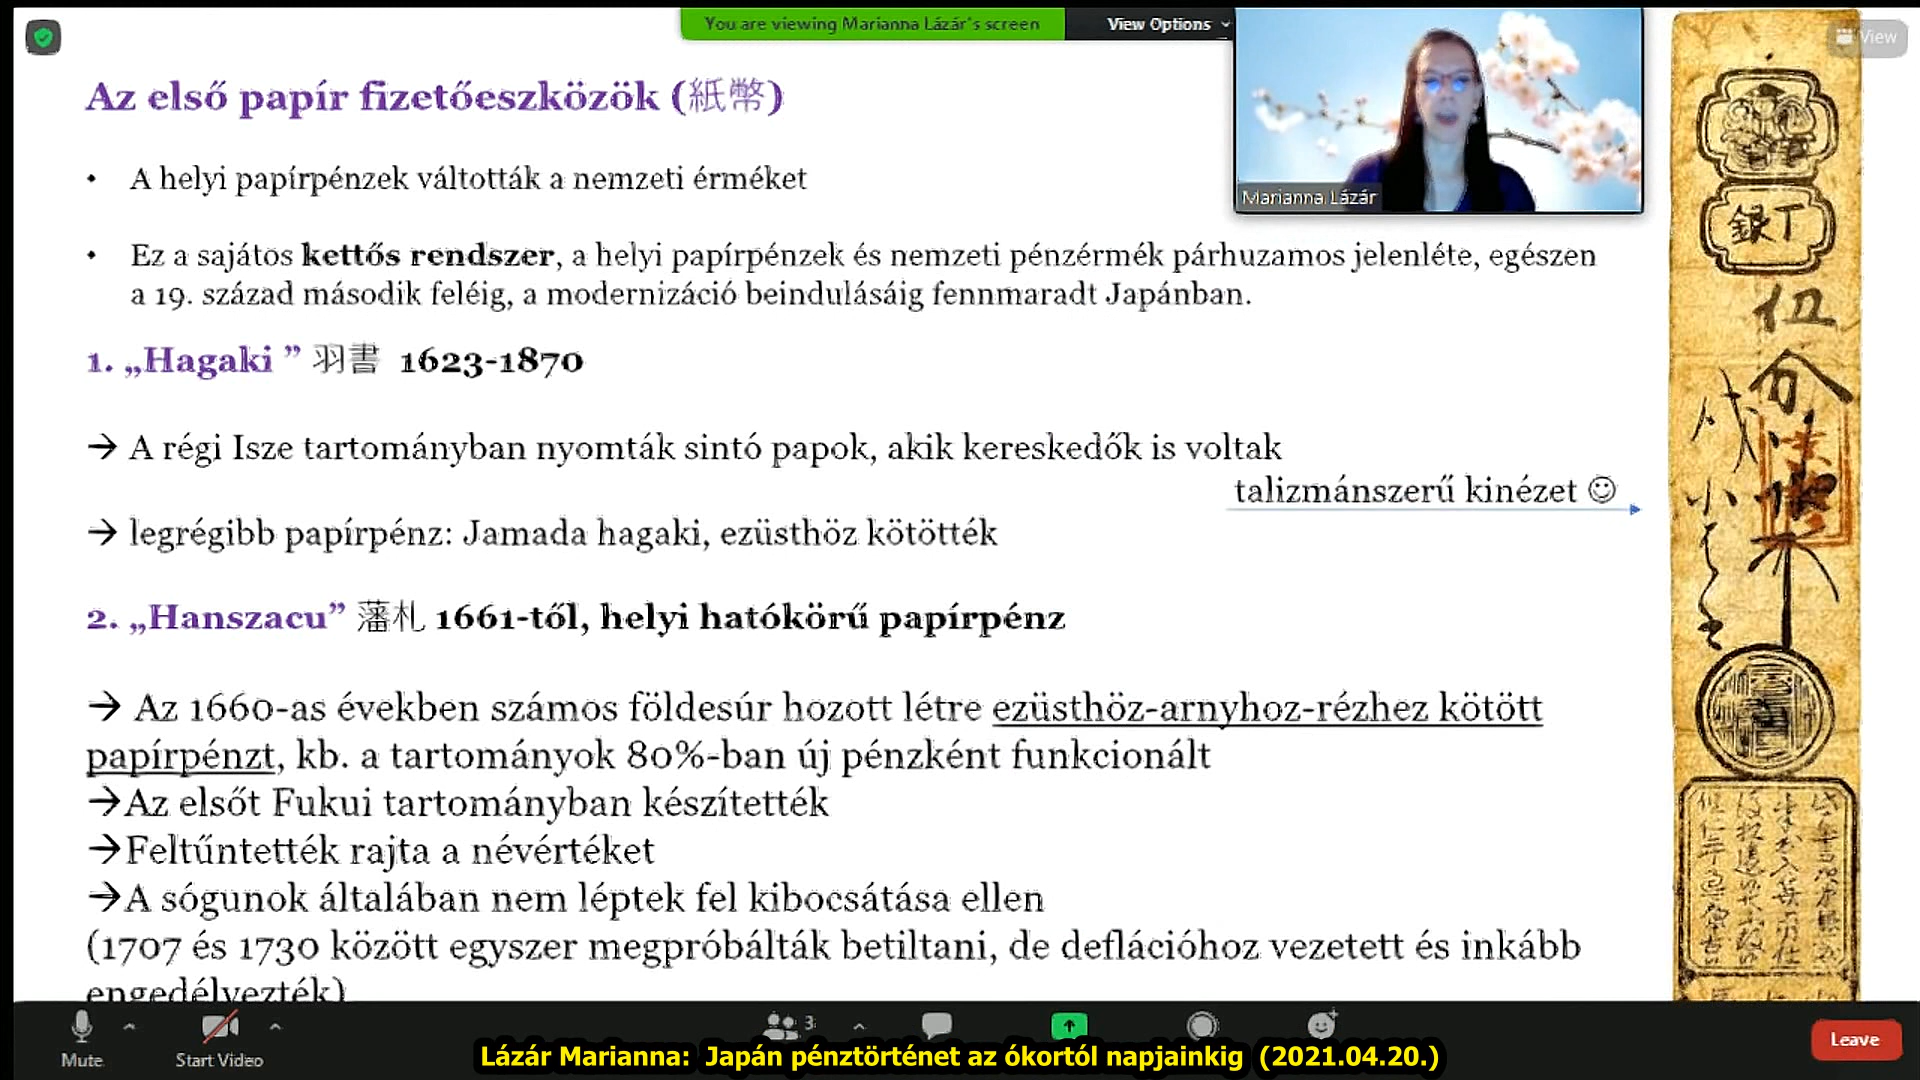 You are viewing Marianna Lázár's screen
View Options
View
Az első papír fizetőeszközök (紙幣)
• A helyi papírpénzek váltották a nemzeti érméket
• Ez a sajátos kettős rendszer, a helyi papírpénzek és nemzeti pénzérmék párhuzamos jelenléte, egészen
a 19. század második feléig, a modernizáció beindulásáig fennmaradt Japánban.
1. „Hagaki ” 羽書 1623-1870
→ A régi Isze tartományban nyomták sintó papok, akik kereskedők is voltak
talizmánszerű kinézet ☺
→ legrégibb papírpénz: Jamada hagaki, ezüsthöz kötötték
2. „Hanszacu” 藩札 1661-től, helyi hatókörű papírpénz
→ Az 1660-as években számos földesúr hozott létre ezüsthöz-arnyhoz-rézhez kötött
papírpénzt, kb. a tartományok 80%-ban új pénzként funkcionált
→Az elsőt Fukui tartományban készítették
→Feltűntették rajta a névértéket
→A sógunok általában nem léptek fel kibocsátása ellen
(1707 és 1730 között egyszer megpróbálták betiltani, de deflációhoz vezetett és inkább
engedélyezték)
Marianna Lázár
銀丁
伍
分
Mute
Start Video
3
Leave
Lázár Marianna: Japán pénztörténet az ókortól napjainkig (2021.04.20.)